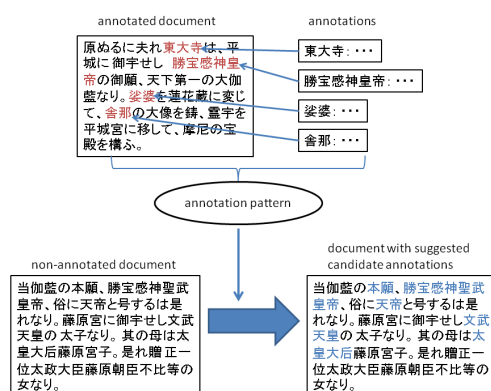 annotated document
annotations
原ぬるに夫れ東大寺は、平
城に御宇せし 勝宝感神皇
帝の御願、天下第一の大伽
藍なり。娑婆を蓮花蔵に変じ
て、舎那の大像を鋳、霊宇を
平城宮に移して、摩尼の宝
殿を構ふ。
東大寺:・・・
勝宝感神皇帝:・・・
娑婆:・・・
舎那:・・・
annotation pattern
non-annotated document
document with suggested
candidate annotations
当伽藍の本願、勝宝感神聖武
皇帝、俗に天帝と号するは是
れなり。藤原宮に御宇せし文武
天皇の 太子なり。 其の母は太
皇大后藤原宮子。是れ贈正一
位太政大臣藤原朝臣不比等の
女なり。
当伽藍の本願、勝宝感神聖武
皇帝、俗に天帝と号するは是
れなり。藤原宮に御宇せし文武
天皇の 太子なり。 其の母は太
皇大后藤原宮子。是れ贈正一
位太政大臣藤原朝臣不比等の
女なり。